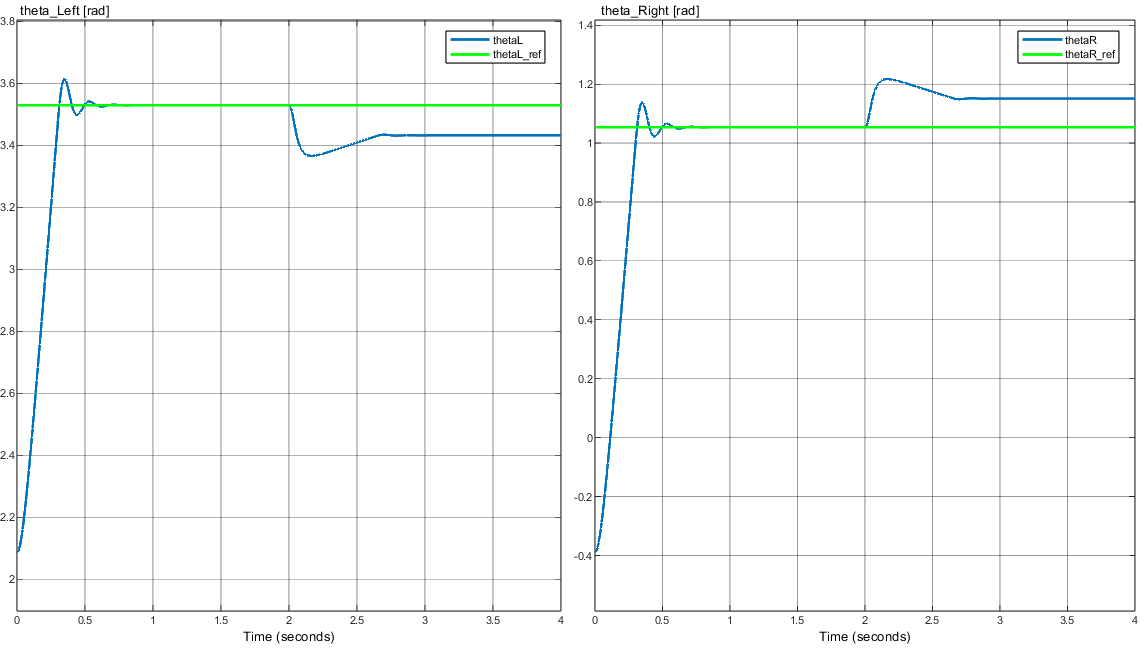 theta_Left [rad]
thetaL
thetaL_ref
3.8
3.6
3.4
3.2
3
2.8
2.6
2.4
2.2
2
0 0.5 1 1.5 2 2.5 3 3.5 4
Time (seconds)
theta_Right [rad]
thetaR
thetaR_ref
1.4
1.2
1
0.8
0.6
0.4
0.2
0
-0.2
-0.4
0 0.5 1 1.5 2 2.5 3 3.5 4
Time (seconds)